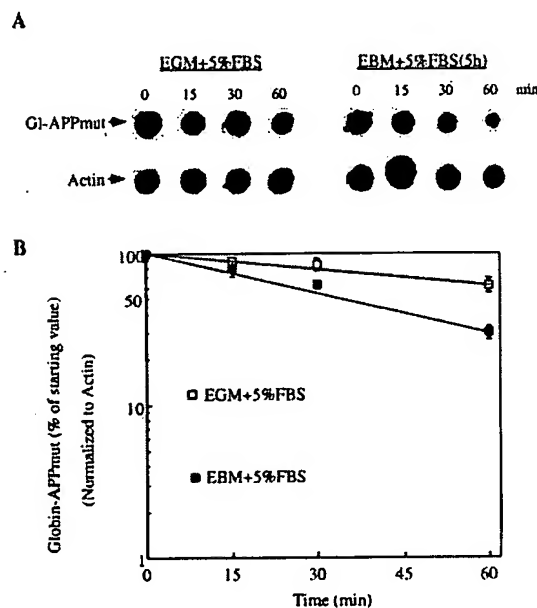 A
EGM+5%FBS EBM+5%FBS(5h)
0 15 30 60 0 15 30 60 min
Gl-APPmut
Actin
B
100
50
10
1
Globin-APPmut (% of starting value)
(Normalized to Actin)
EGM+5%FBS
EBM+5%FBS
0 15 30 45 60
Time (min)